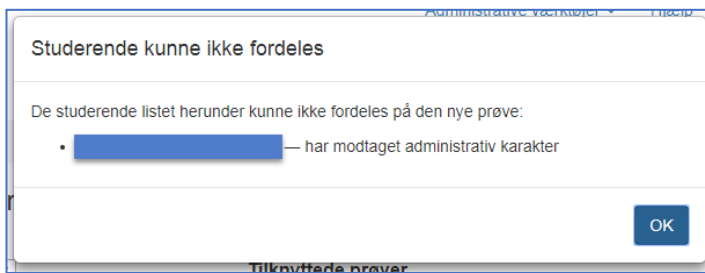 Administrative værktøjer
Hjælp
Studerende kunne ikke fordeles
De studerende listet herunder kunne ikke fordeles på den nye prøve:
• — har modtaget administrativ karakter
OK
Tilknyttede prøver